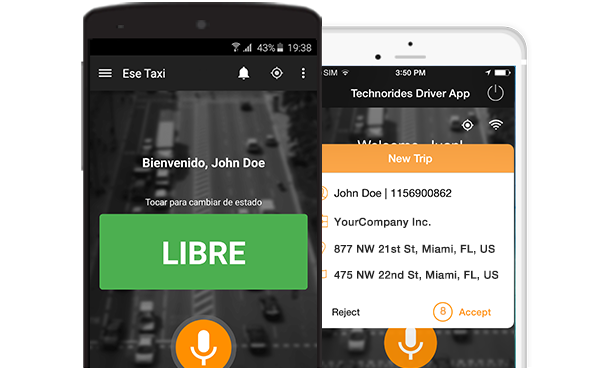 43% 19:38
Ese Taxi
Bienvenido, John Doe
Tocar para cambiar de estado
LIBRE
SIM 3:50 PM
Technorides Driver App
New Trip
John Doe | 1156900862
YourCompany Inc.
877 NW 21st St, Miami, FL, US
475 NW 22nd St, Miami, FL, US
Reject 8 Accept